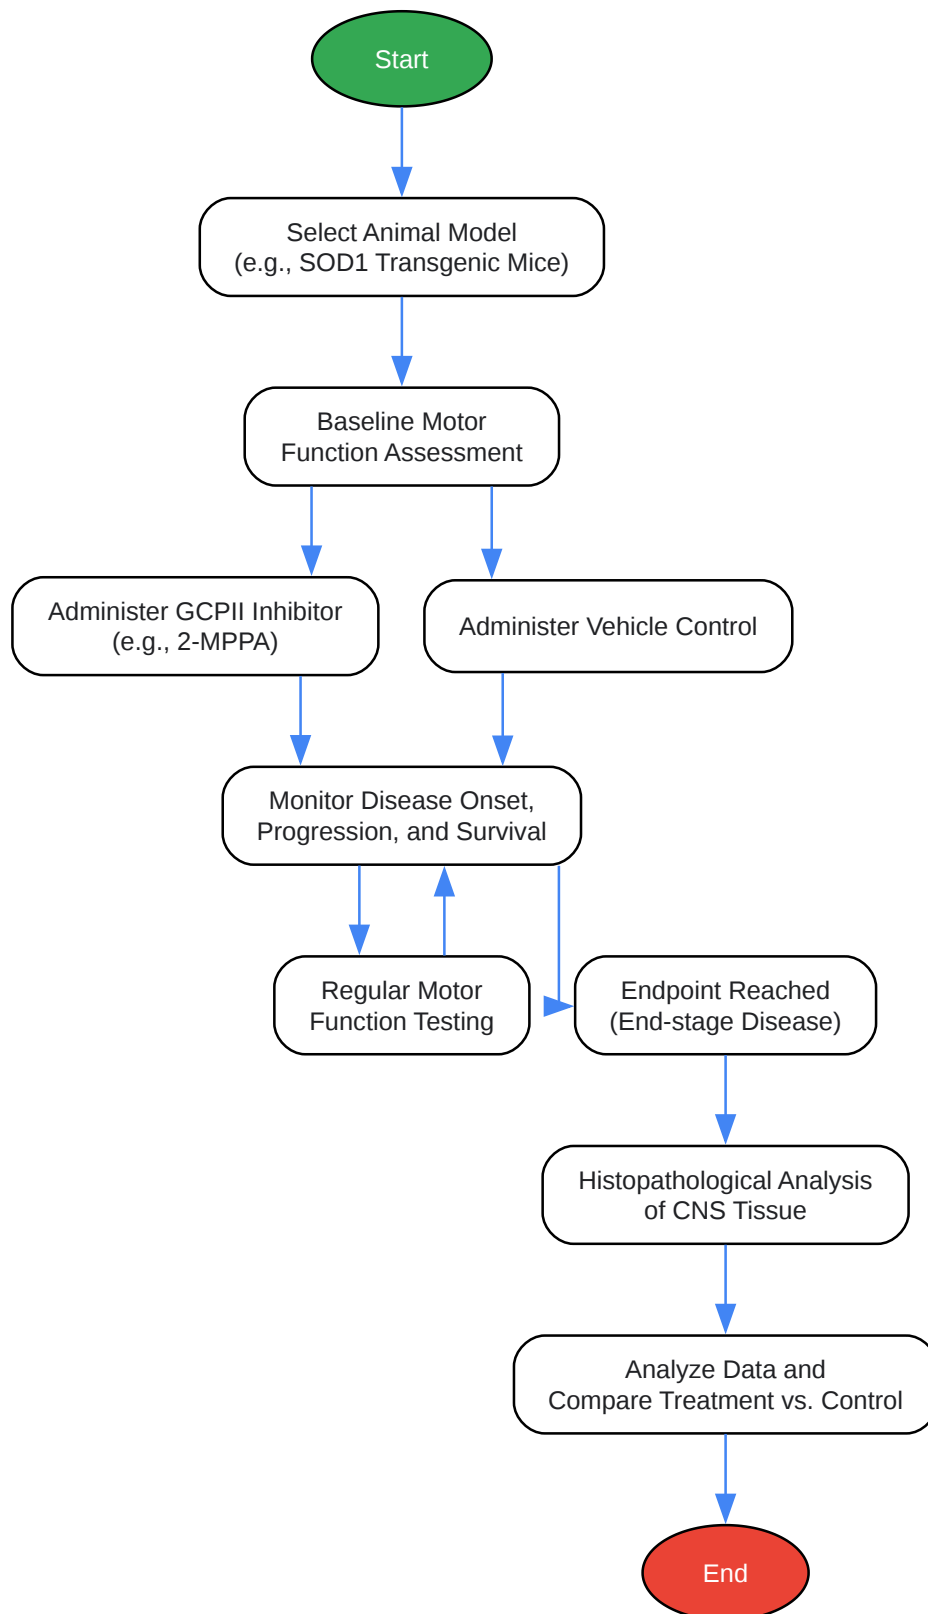 Start
Select Animal Model
(e.g., SOD1 Transgenic Mice)
Baseline Motor
Function Assessment
Administer GCPII Inhibitor
(e.g., 2-MPPA)
Administer Vehicle Control
Monitor Disease Onset,
Progression, and Survival
Regular Motor
Function Testing
Endpoint Reached
(End-stage Disease)
Histopathological Analysis
of CNS Tissue
Analyze Data and
Compare Treatment vs. Control
End